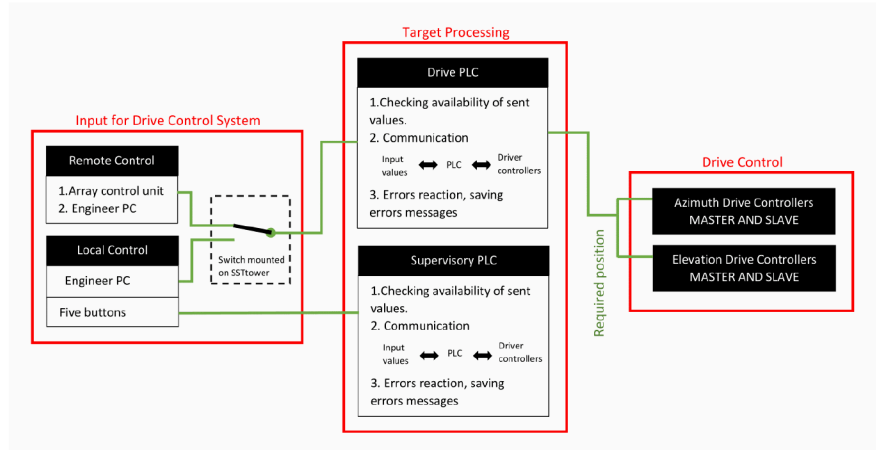 Target Processing
Drive PLC
1.Checking availability of sent
values.
2. Communication
Input
values
PLC
Driver
controllers
3. Errors reaction, saving
errors messages
Input for Drive Control System
Remote Control
1.Array control unit
2. Engineer PC
Switch mounted
on SSTtower
Local Control
Engineer PC
Five buttons
Supervisory PLC
1.Checking availability of sent
values.
2. Communication
Input
values
PLC
Driver
controllers
3. Errors reaction, saving
errors messages
Required position
Drive Control
Azimuth Drive Controllers
MASTER AND SLAVE
Elevation Drive Controllers
MASTER AND SLAVE